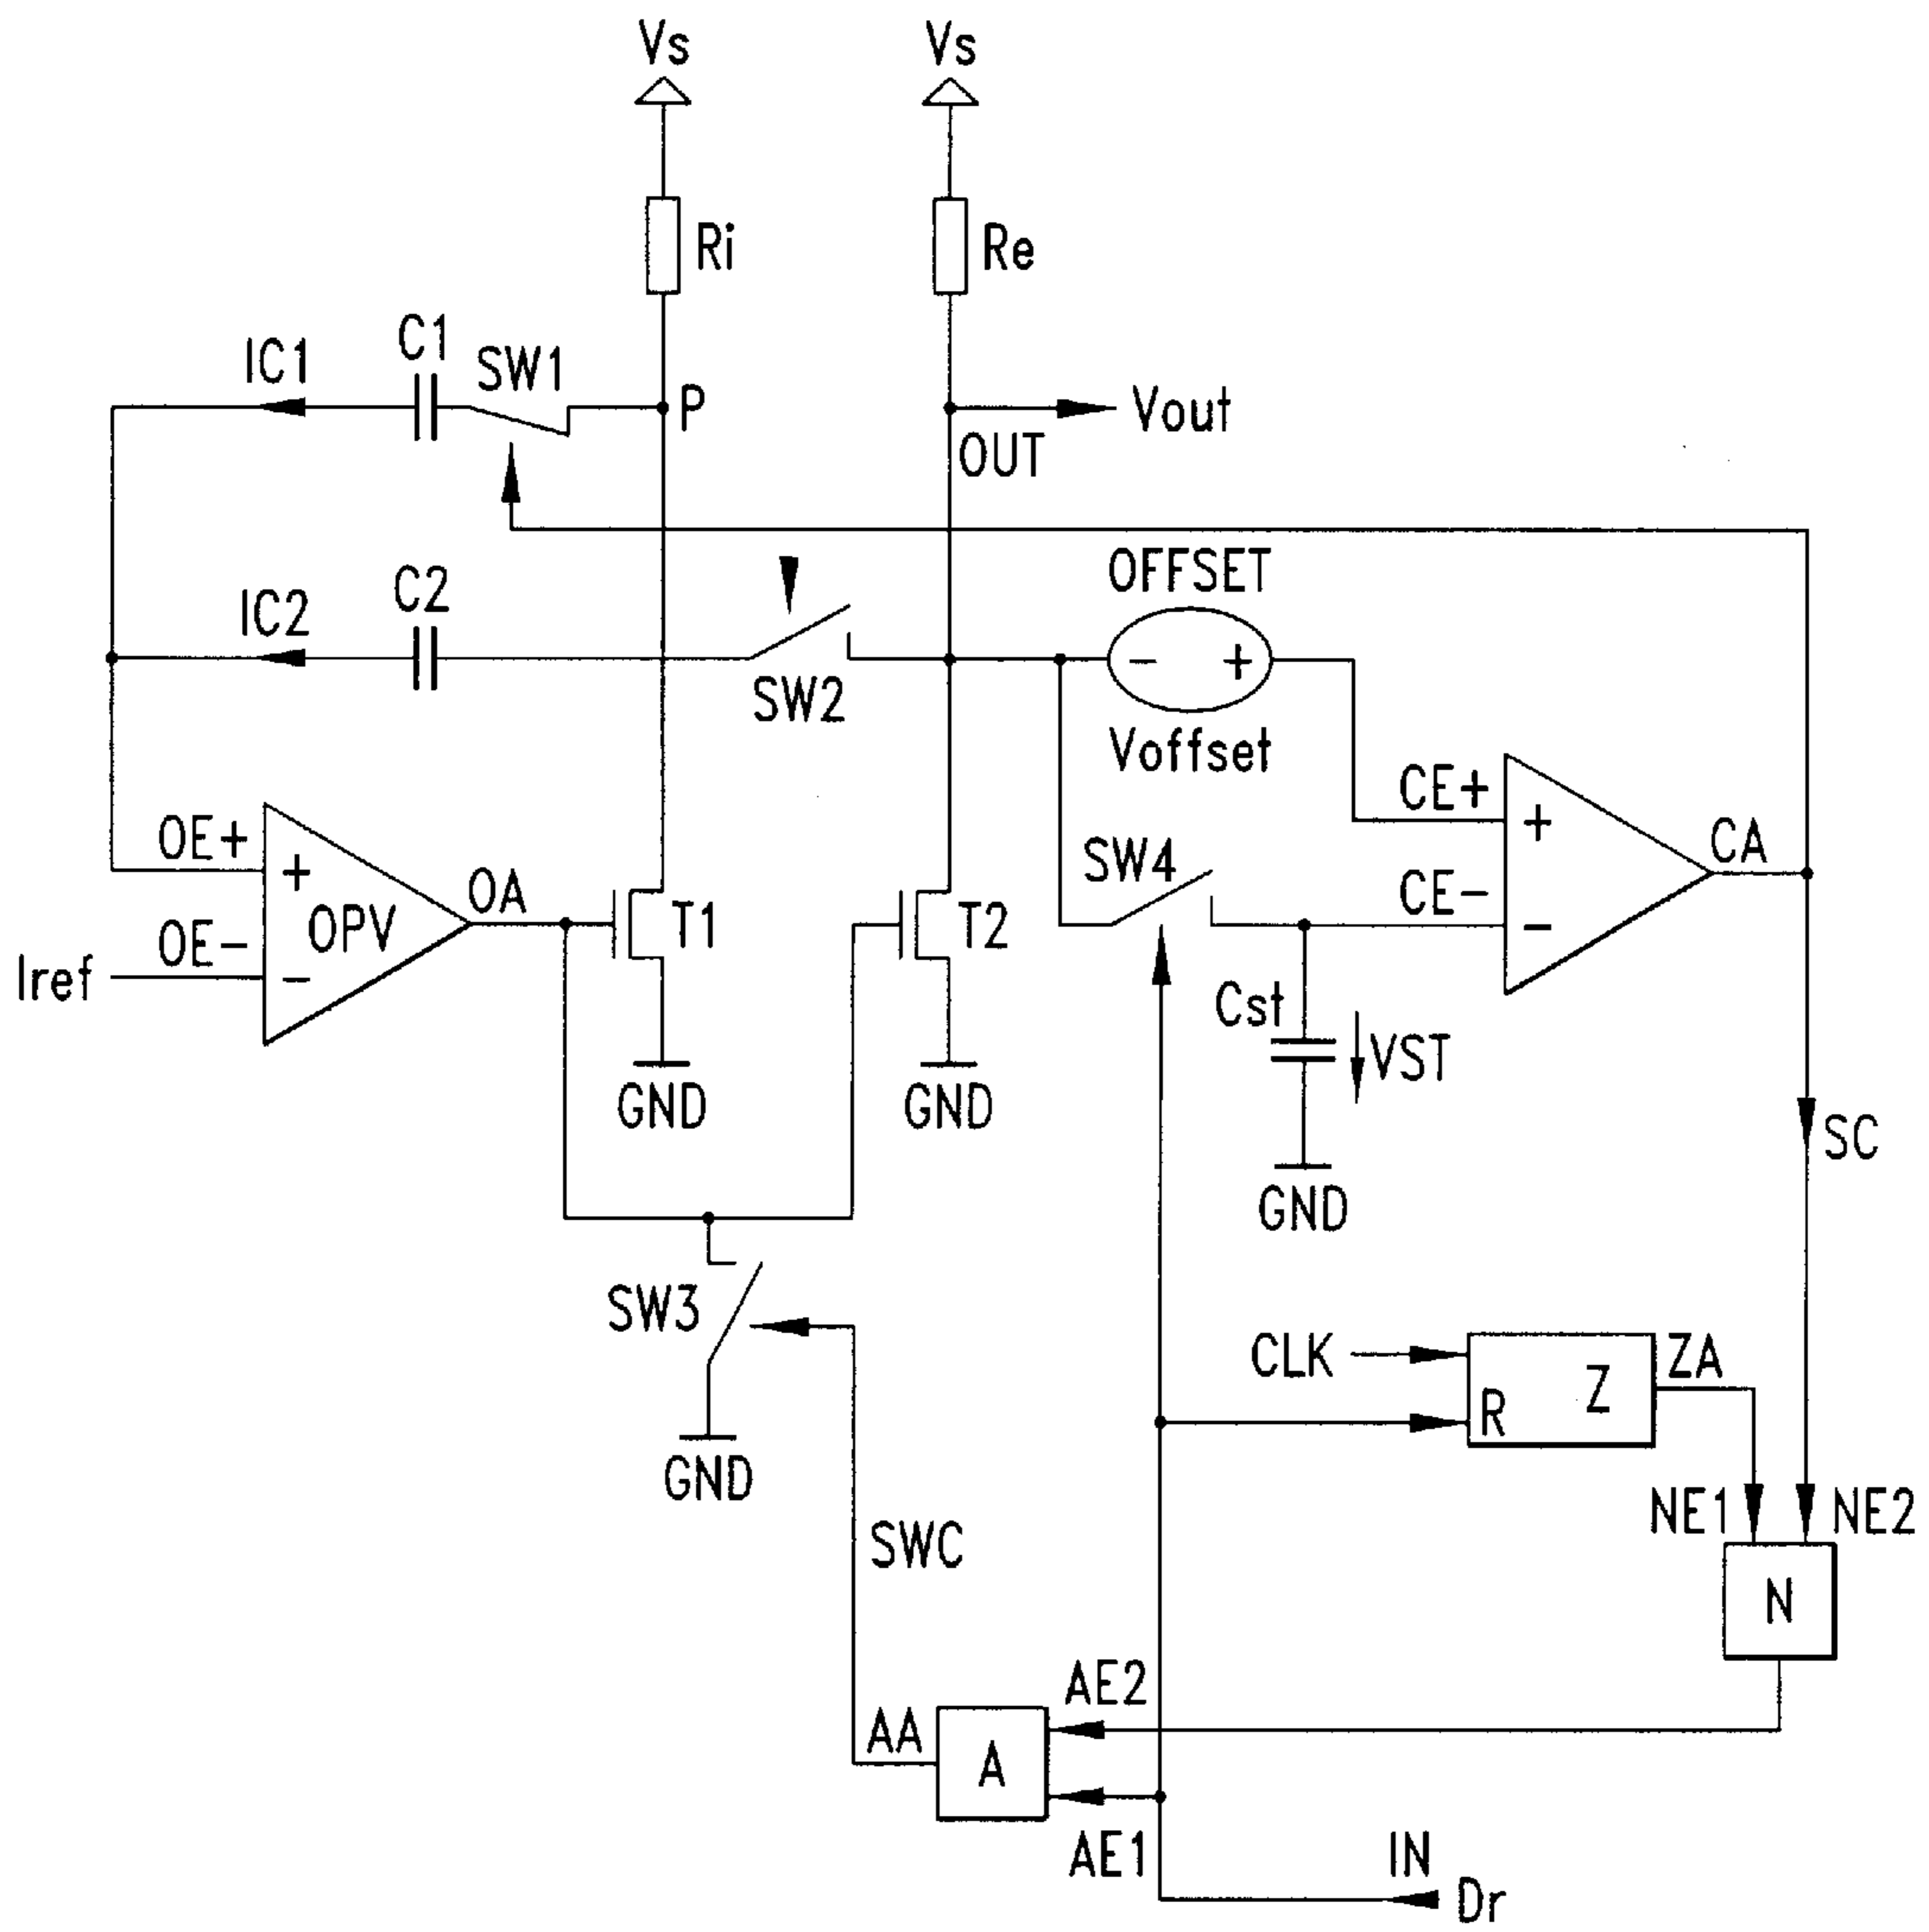 Vs Vs
Ri Re
IC1 C1 SW1 P Vout
OUT
IC2 C2 OFFSET
- +
SW2 Voffset
OE+ CE+
+ + CA
OPV OA SW4 CE-
OE- T1 T2 -
Iref -
Cst VST
GND GND
SC
GND
SW3
CLK Z ZA
R
GND
NE1 NE2
SWC
N
AE2
AA A
AE1 IN
Dr